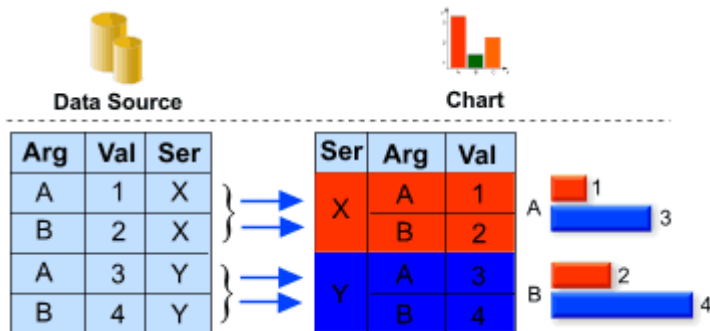 Data Source
Chart
Arg Val Ser
A 1 X
B 2 X
A 3 Y
B 4 Y
Ser Arg Val
X A 1
B 2
Y A 3
B 4
A 1
3
B 2
4